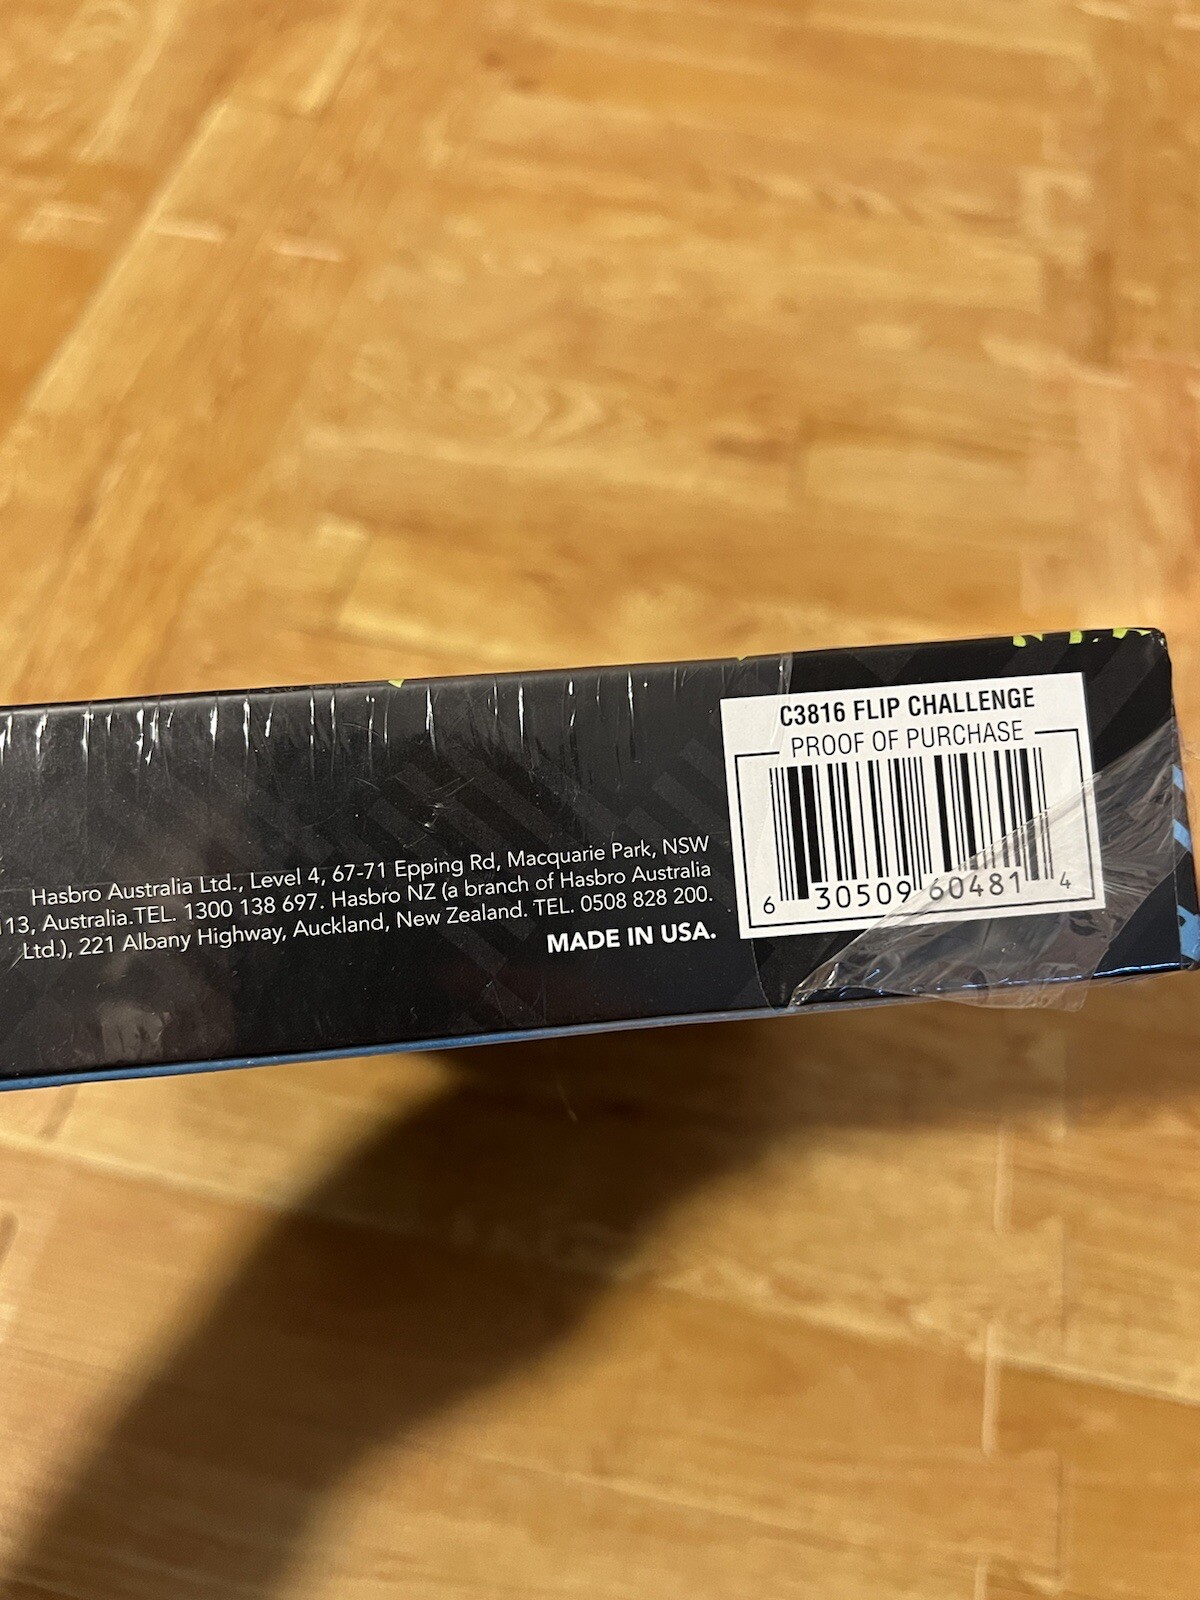 C3816 FLIP CHALLENGE
PROOF OF PURCHASE
6 30509 60481 4
Hasbro Australia Ltd., Level 4, 67-71 Epping Rd, Macquarie Park, NSW
113, Australia.TEL. 1300 138 697. Hasbro NZ (a branch of Hasbro Australia
Ltd.), 221 Albany Highway, Auckland, New Zealand. TEL. 0508 828 200.
MADE IN USA.